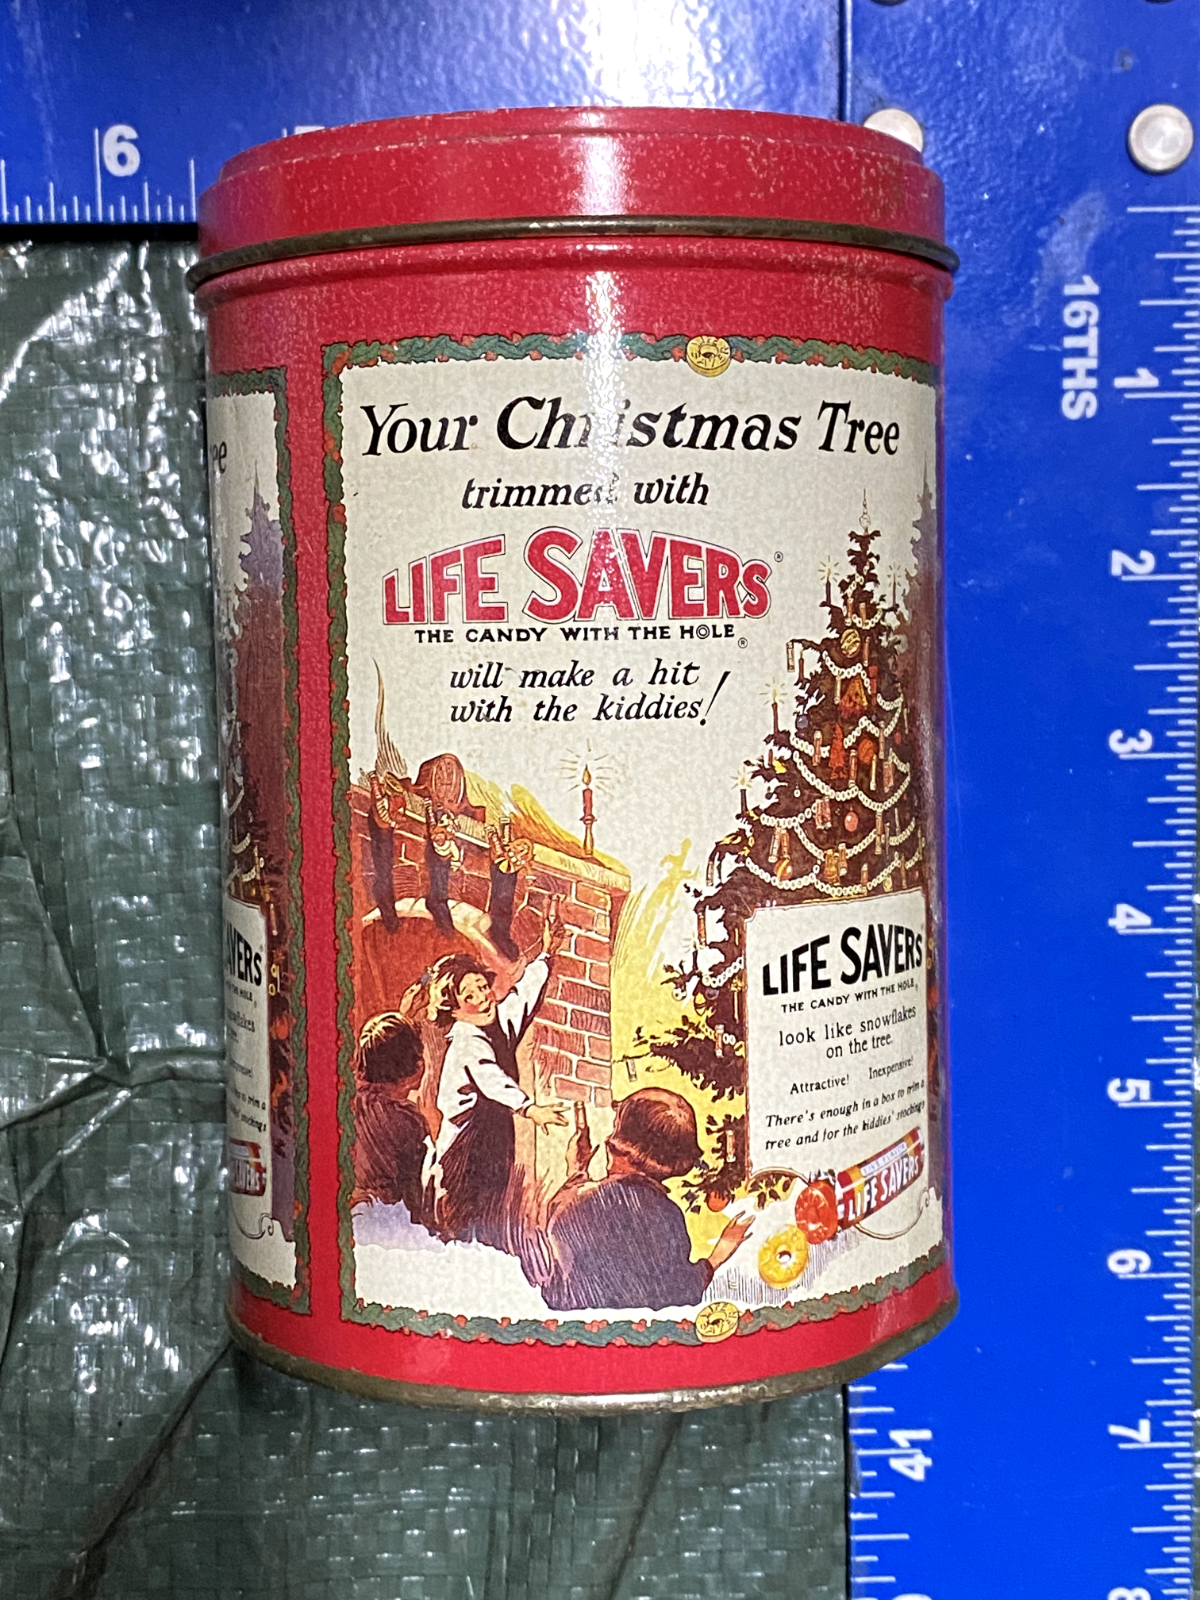 6
16THS
1
2
3
4
5
6
7
41
Your Christmas Tree
trimmed with
LIFE SAVERS®
THE CANDY WITH THE HOLE®
will make a hit
with the kiddies!
LIFE SAVERS
THE CANDY WITH THE HOLE
look like snowflakes
on the tree.
Attractive! Inexpensive!
There's enough in a box to trim a
tree and for the kiddies' stockings
LIFE SAVERS